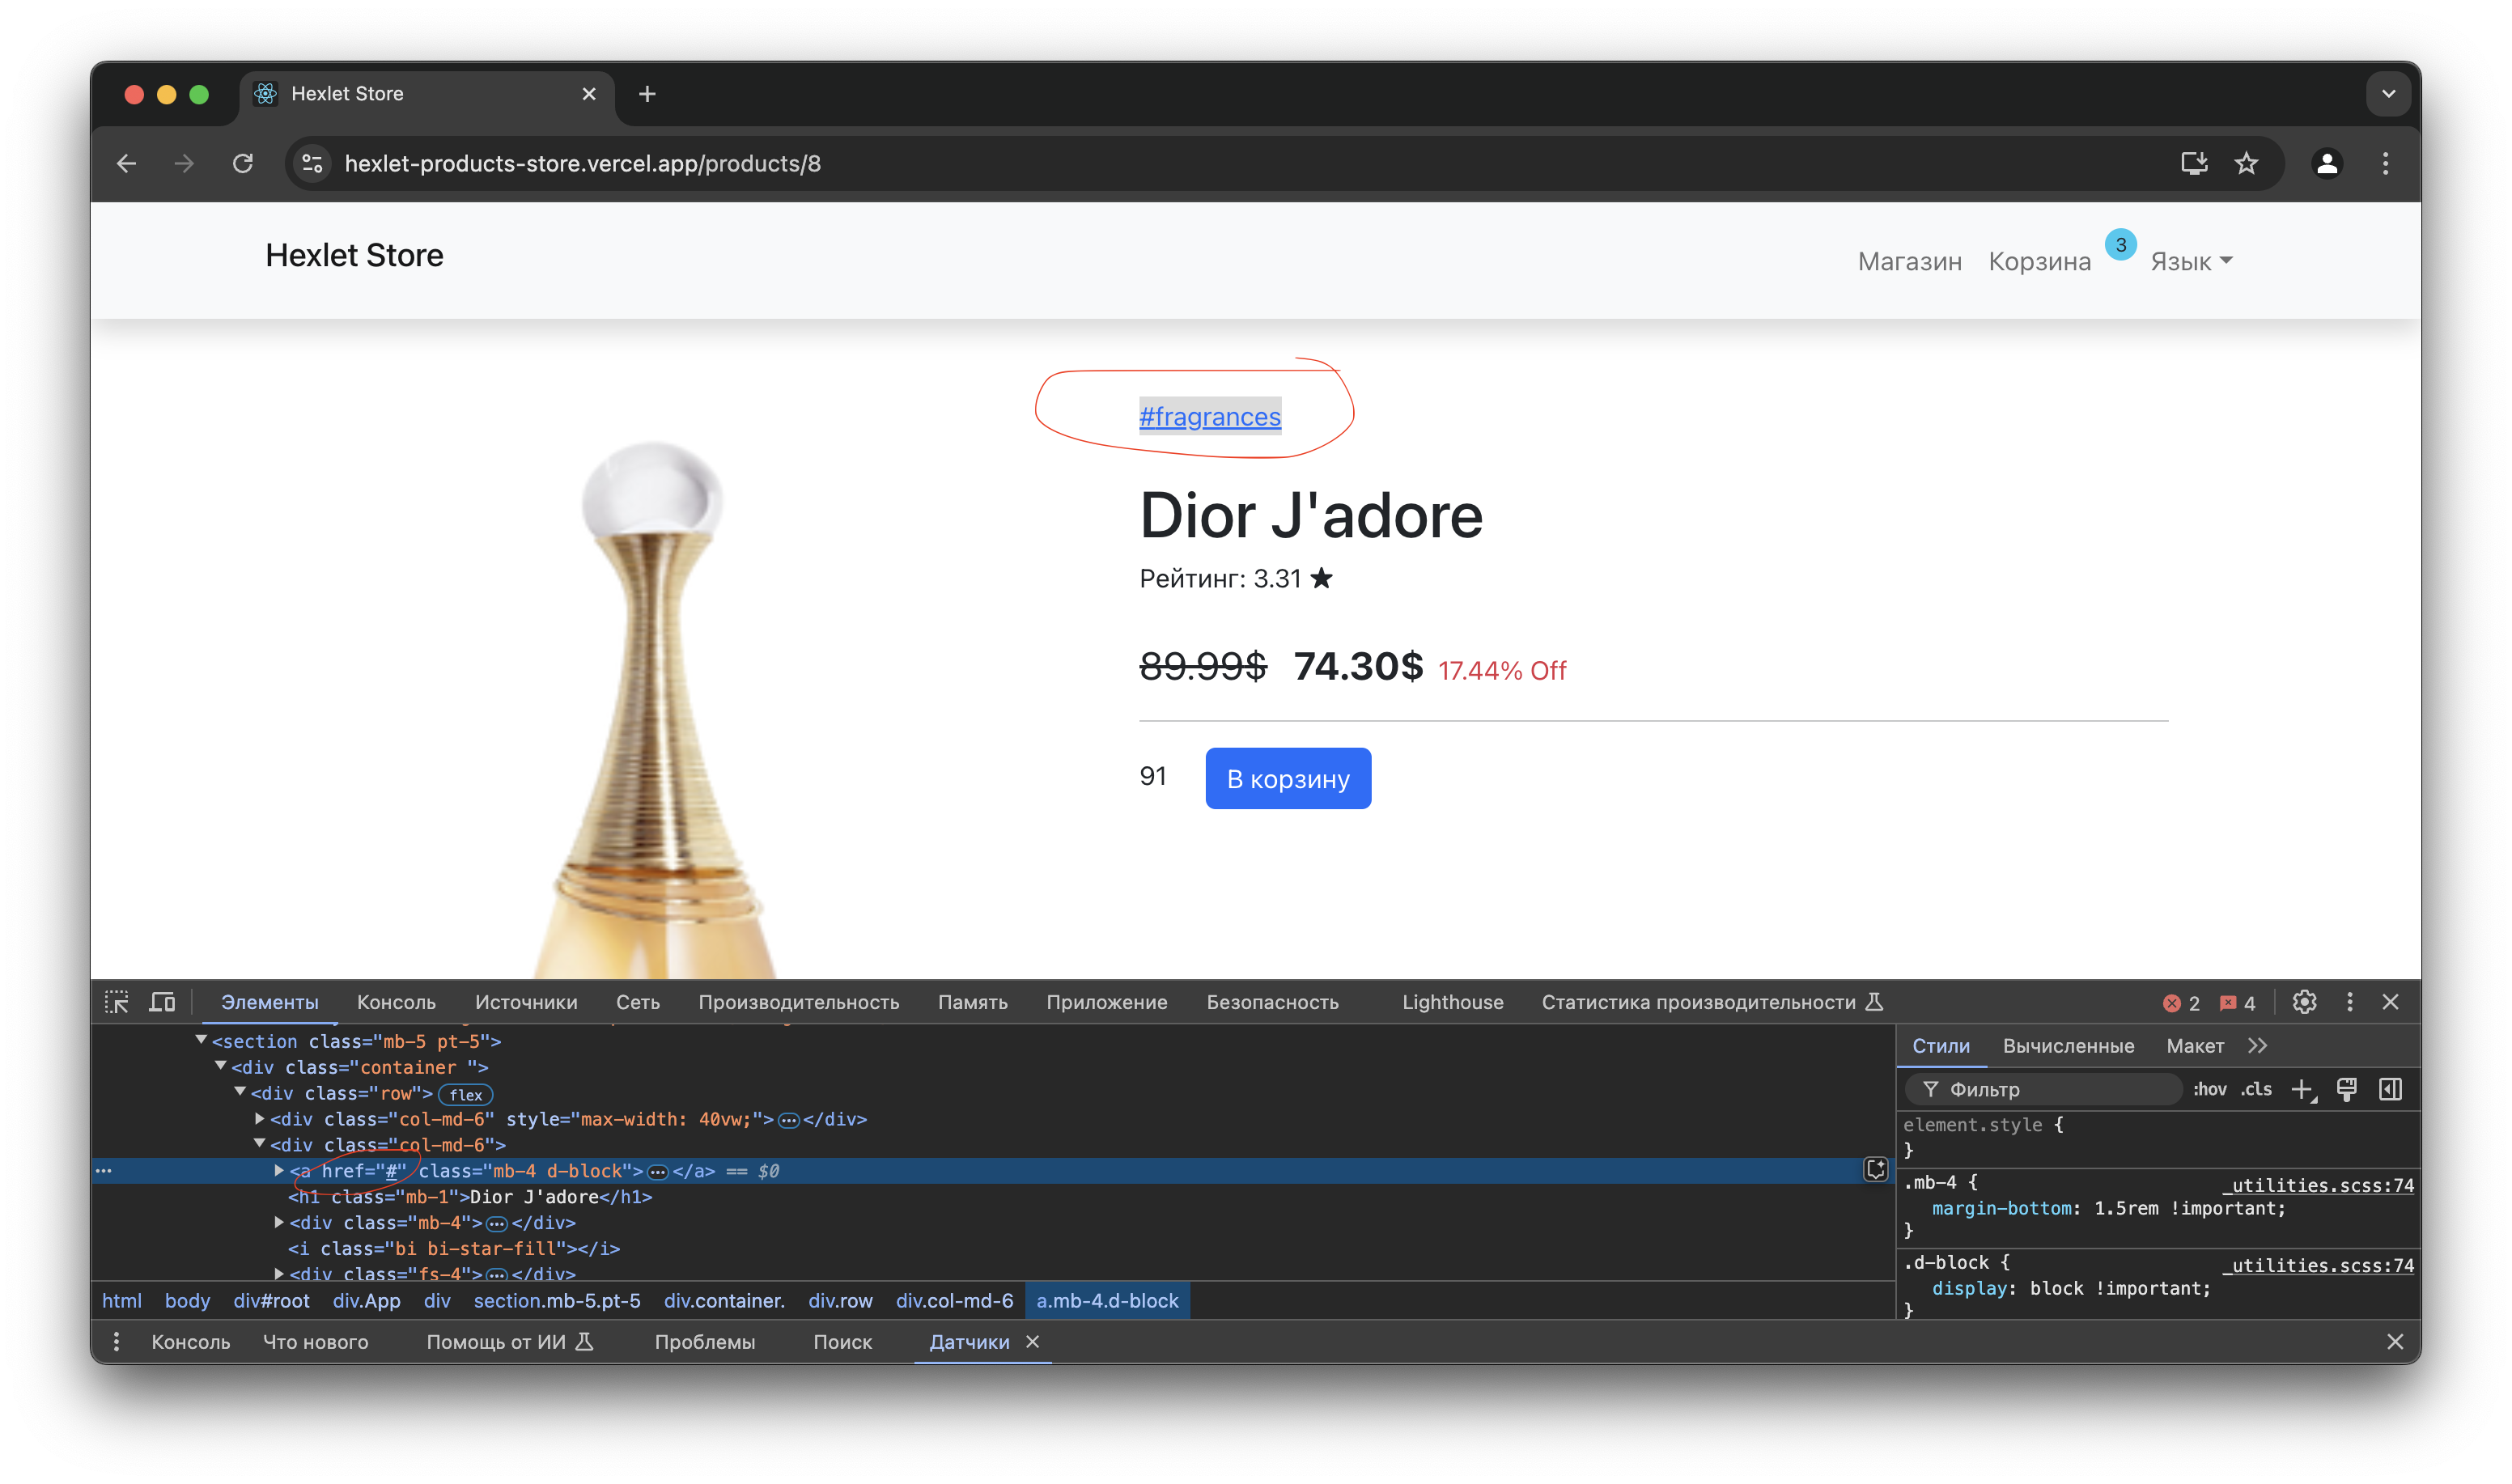 Hexlet Store
hexlet-products-store.vercel.app/products/8
Hexlet Store
Магазин Корзина 3 Язык
#fragrances
Dior J'adore
Рейтинг: 3.31
89.99$ 74.30$ 17.44% Off
91 В корзину
Элементы Консоль Источники Сеть Производительность Память Приложение Безопасность Lighthouse Статистика производительности 2 4
<section class="mb-5 pt-5">
<div class="container ">
<div class="row"> flex
<div class="col-md-6" style="max-width: 40vw;">…</div>
<div class="col-md-6">
… <a href="#" class="mb-4 d-block">…</a> == $0
<h1 class="mb-1">Dior J'adore</h1>
<div class="mb-4">…</div>
<i class="bi bi-star-fill"></i>
<div class="fs-4">…</div>
html body div#root div.App div section.mb-5.pt-5 div.container. div.row div.col-md-6 a.mb-4.d-block
Стили Вычисленные Макет
Фильтр :hov .cls
element.style {
}
.mb-4 { _utilities.scss:74
margin-bottom: 1.5rem !important;
}
.d-block { _utilities.scss:74
display: block !important;
}
Консоль Что нового Помощь от ИИ Проблемы Поиск Датчики